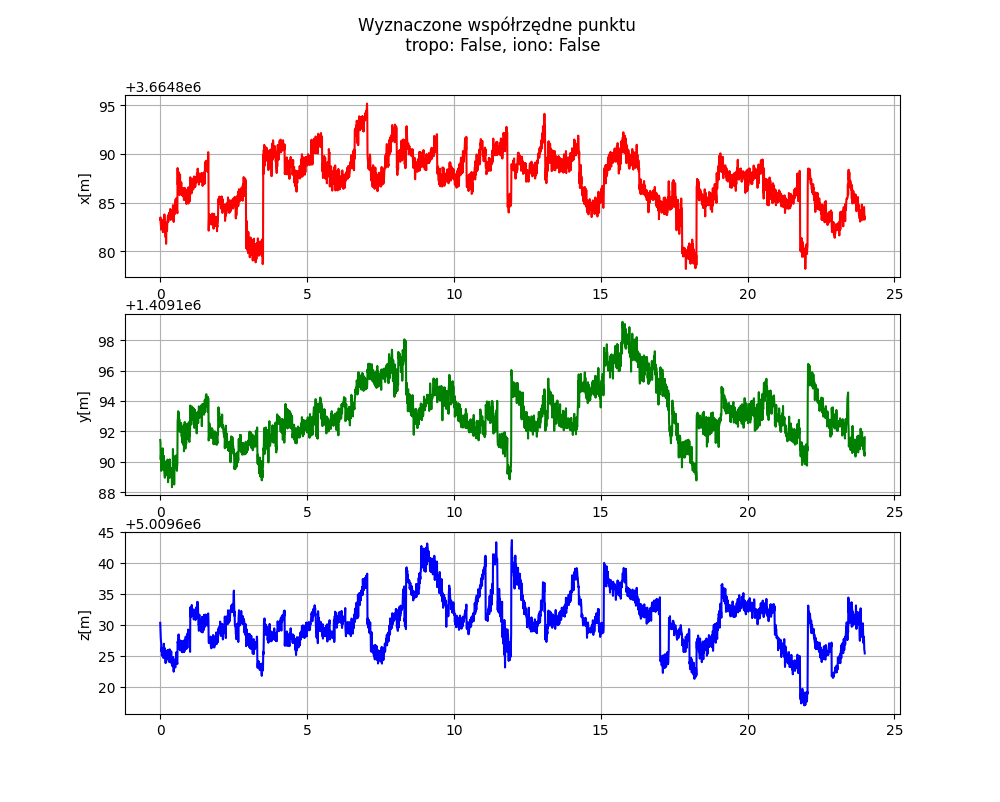 Wyznaczone współrzędne punktu
tropo: False, iono: False
+3.6648e6
95
90
85
80
x[m]
0 5 10 15 20 25
+1.4091e6
98
96
94
92
90
88
y[m]
0 5 10 15 20 25
+5.0096e6
45
40
35
30
25
20
z[m]
0 5 10 15 20 25